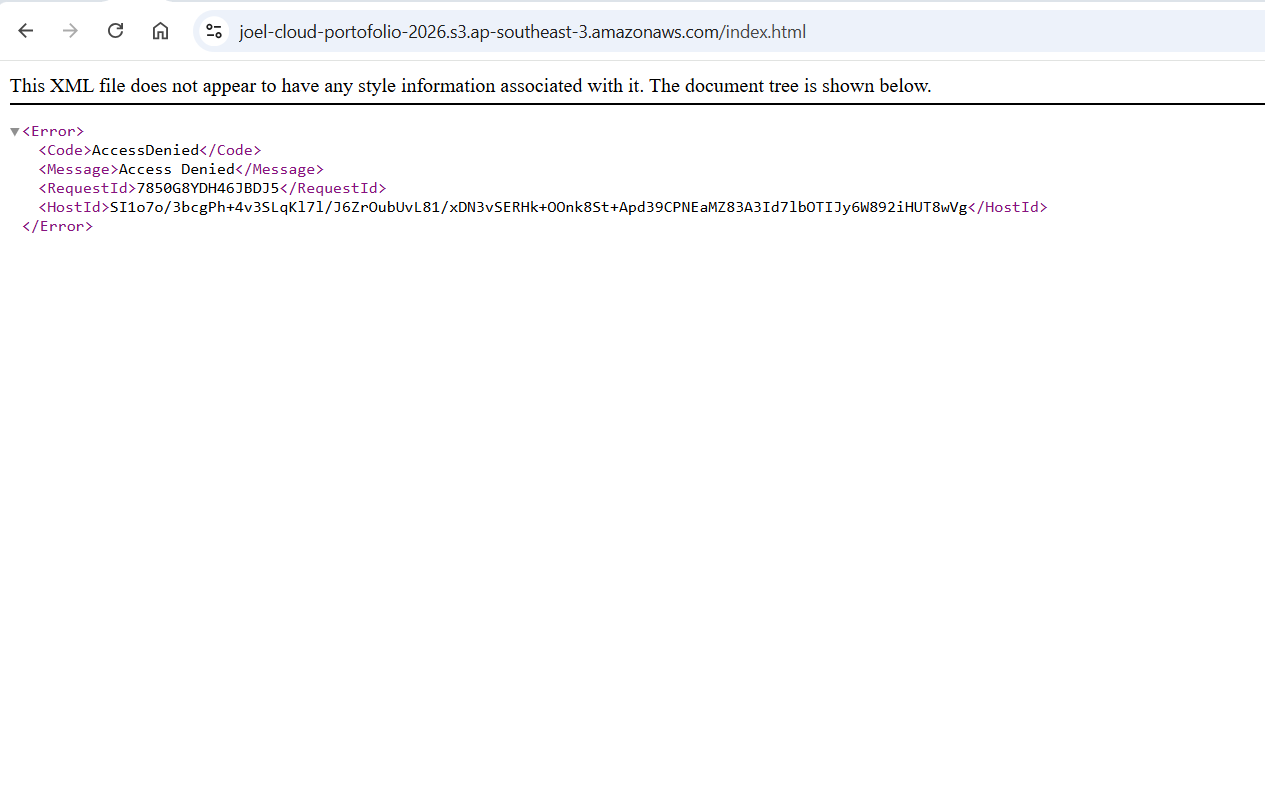 joel-cloud-portofolio-2026.s3.ap-southeast-3.amazonaws.com/index.html
This XML file does not appear to have any style information associated with it. The document tree is shown below.
▼<Error>
<Code>AccessDenied</Code>
<Message>Access Denied</Message>
<RequestId>7850G8YDH46JBDJ5</RequestId>
<HostId>SI1o7o/3bcgPh+4v3SLqKl7l/J6ZrOubUvL81/xDN3vSERHk+OOnk8St+Apd39CPNEaMZ83A3Id7lbOTIJy6W892iHUT8wVg</HostId>
</Error>